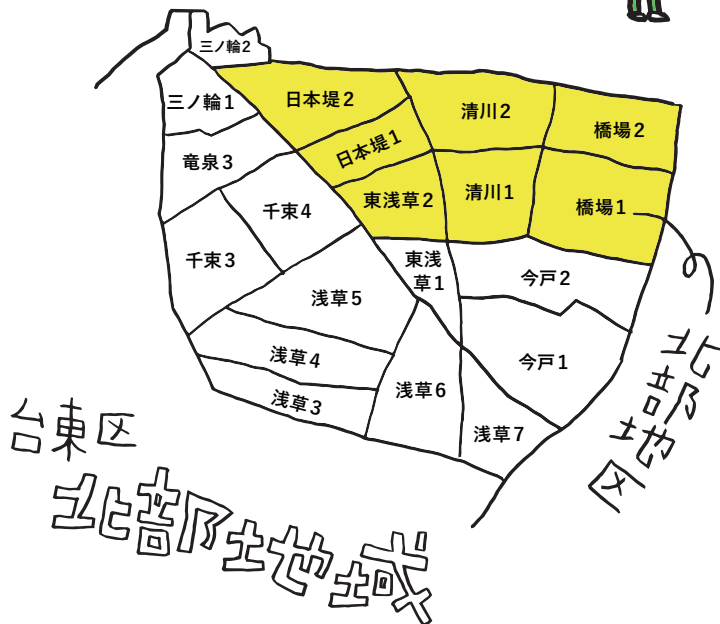 三ノ輪2
三ノ輪1
日本堤2
清川2
橋場2
竜泉3
日本堤1
千束4
東浅草2
清川1
橋場1
千束3
東浅
草1
今戸2
浅草5
浅草4
浅草6
今戸1
浅草3
浅草7
北部地区
台東区
北部地域